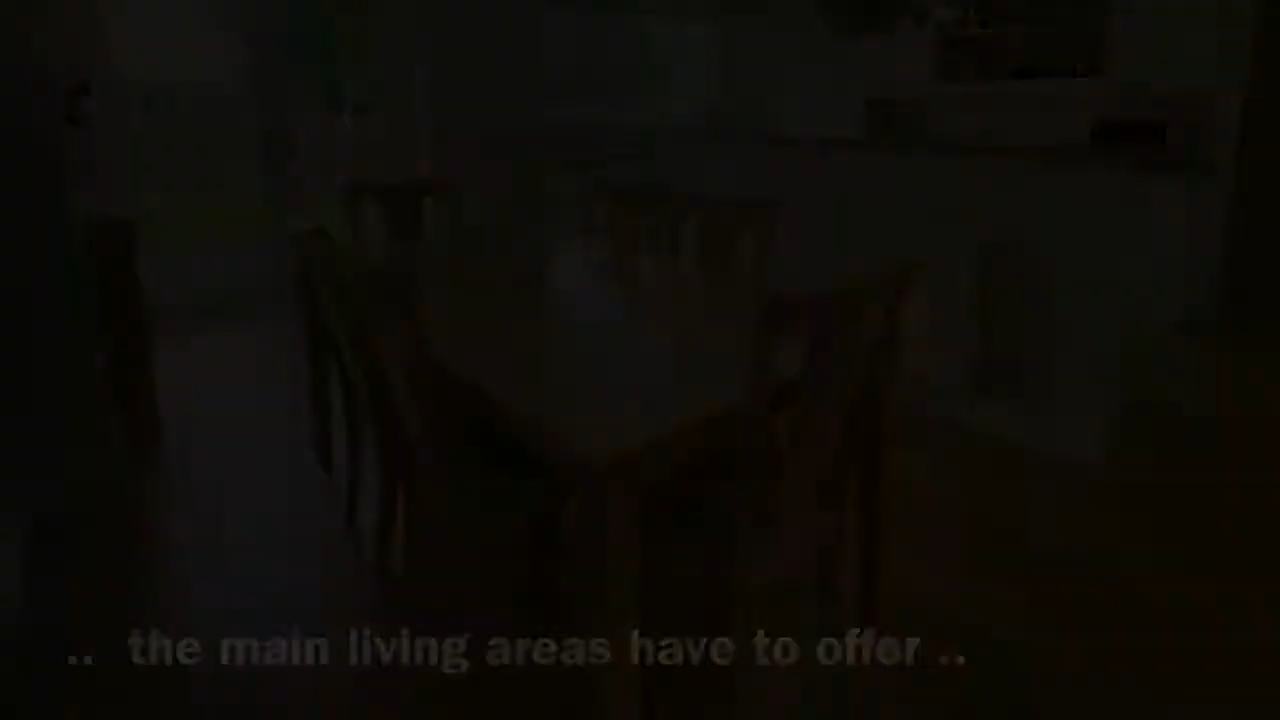 .. the main living areas have to offer ..